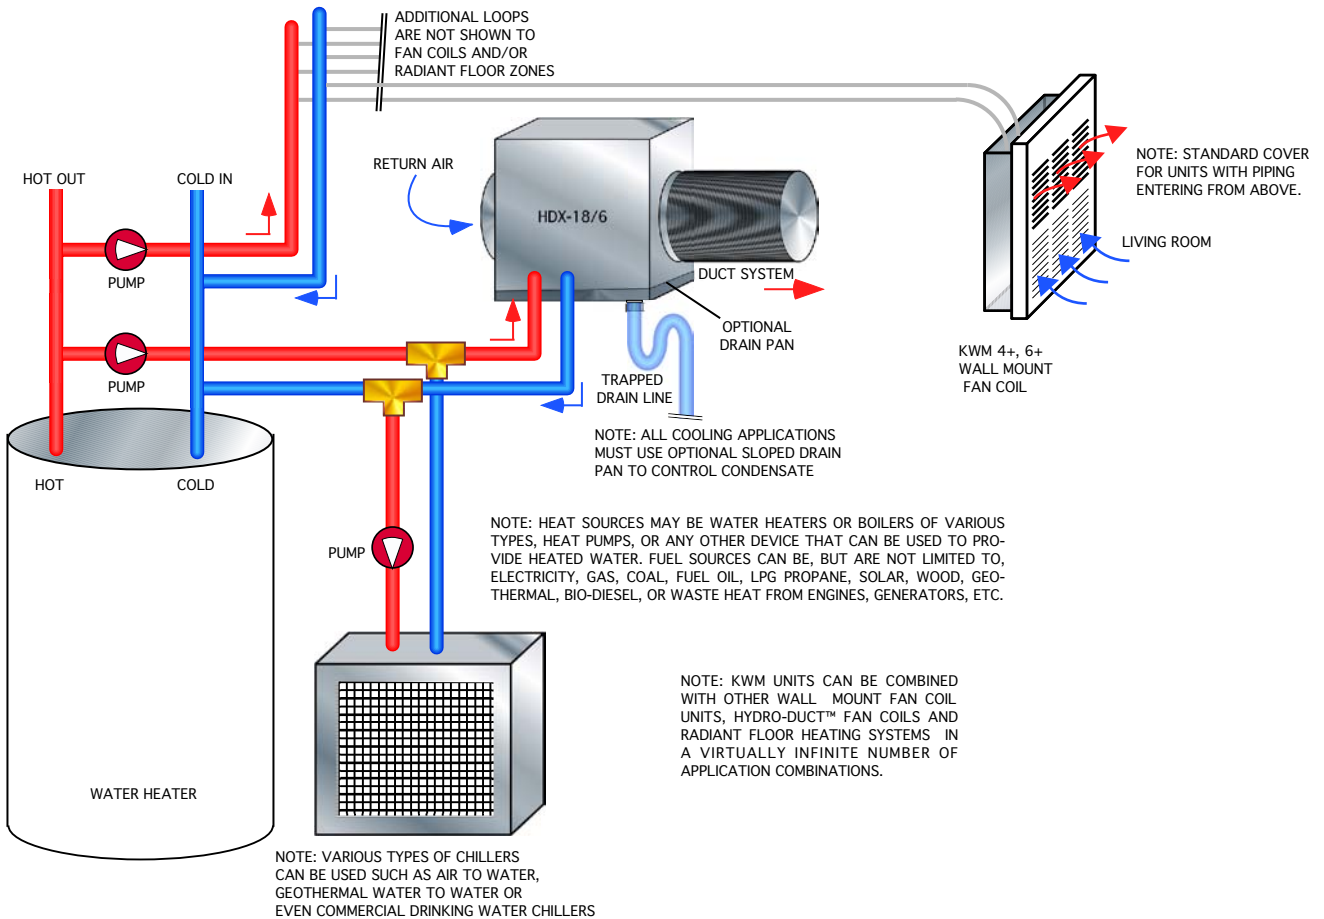 ADDITIONAL LOOPS
ARE NOT SHOWN TO
FAN COILS AND/OR
RADIANT FLOOR ZONES
RETURN AIR
HDX-18/6
NOTE: STANDARD COVER
FOR UNITS WITH PIPING
ENTERING FROM ABOVE.
HOT OUT
COLD IN
LIVING ROOM
PUMP
DUCT SYSTEM
OPTIONAL
DRAIN PAN
KWM 4+, 6+
WALL MOUNT
FAN COIL
PUMP
TRAPPED
DRAIN LINE
NOTE: ALL COOLING APPLICATIONS
MUST USE OPTIONAL SLOPED DRAIN
PAN TO CONTROL CONDENSATE
HOT
COLD
NOTE: HEAT SOURCES MAY BE WATER HEATERS OR BOILERS OF VARIOUS
TYPES, HEAT PUMPS, OR ANY OTHER DEVICE THAT CAN BE USED TO PRO-
VIDE HEATED WATER. FUEL SOURCES CAN BE, BUT ARE NOT LIMITED TO,
ELECTRICITY, GAS, COAL, FUEL OIL, LPG PROPANE, SOLAR, WOOD, GEO-
THERMAL, BIO-DIESEL, OR WASTE HEAT FROM ENGINES, GENERATORS, ETC.
PUMP
NOTE: KWM UNITS CAN BE COMBINED
WITH OTHER WALL MOUNT FAN COIL
UNITS, HYDRO-DUCT™ FAN COILS AND
RADIANT FLOOR HEATING SYSTEMS IN
A VIRTUALLY INFINITE NUMBER OF
APPLICATION COMBINATIONS.
WATER HEATER
NOTE: VARIOUS TYPES OF CHILLERS
CAN BE USED SUCH AS AIR TO WATER,
GEOTHERMAL WATER TO WATER OR
EVEN COMMERCIAL DRINKING WATER CHILLERS